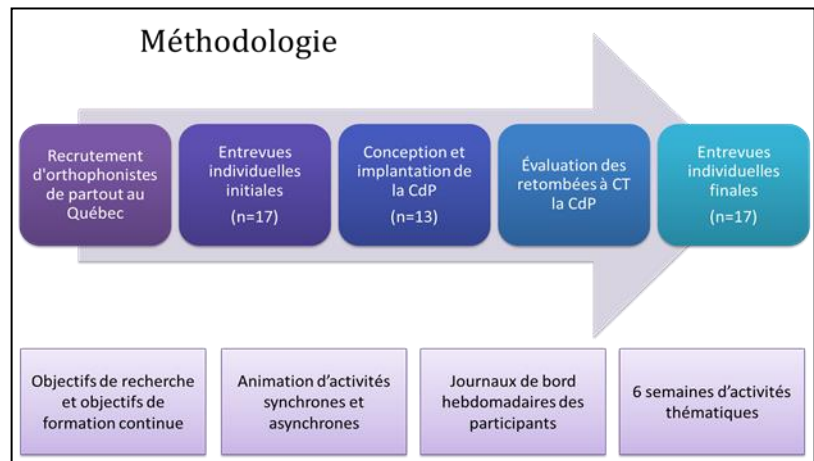 Méthodologie
Recrutement
d'orthophonistes
de partout au
Québec
Entrevues
individuelles
initiales
(n=17)
Conception et
implantation de
la CdP
(n=13)
Évaluation des
retombées à CT
la CdP
Entrevues
individuelles
finales
(n=17)
Objectifs de recherche
et objectifs de
formation continue
Animation d'activités
synchrones et
asynchrones
Journaux de bord
hebdomadaires des
participants
6 semaines d'activités
thématiques